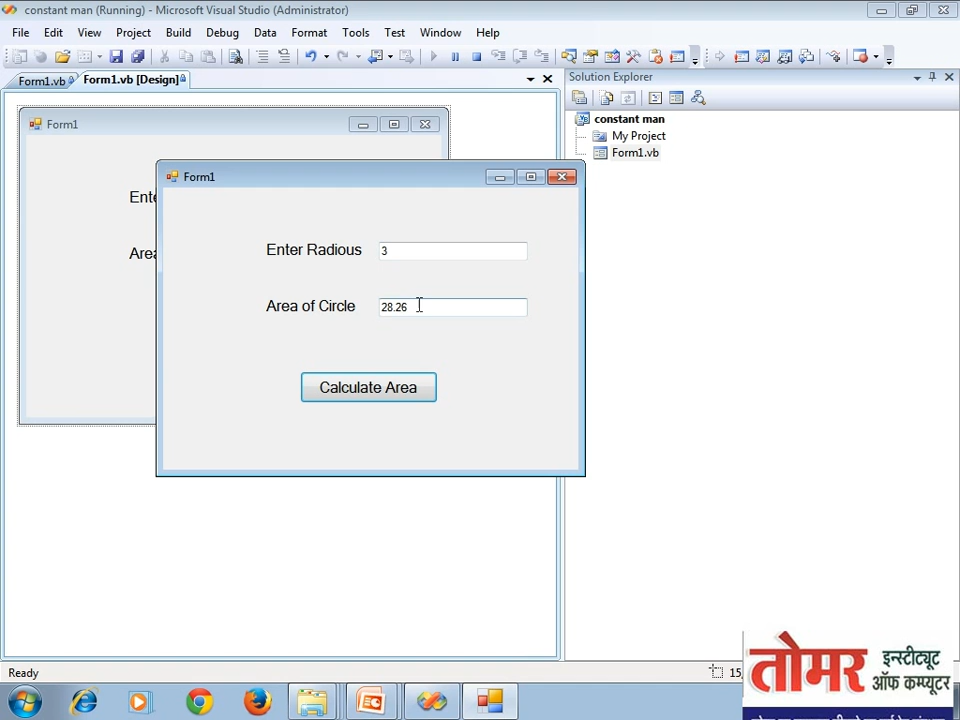 constant man (Running) - Microsoft Visual Studio (Administrator)
File Edit View Project Build Debug Data Format Tools Test Window Help
Form1.vb Form1.vb [Design]
Solution Explorer
constant man
My Project
Form1.vb
Form1
Ente
Area
Form1
Enter Radious 3
Area of Circle 28.26
Calculate Area
Ready
15,
तोमर
इन्स्टीट्यूट
ऑफ कम्प्यूटर